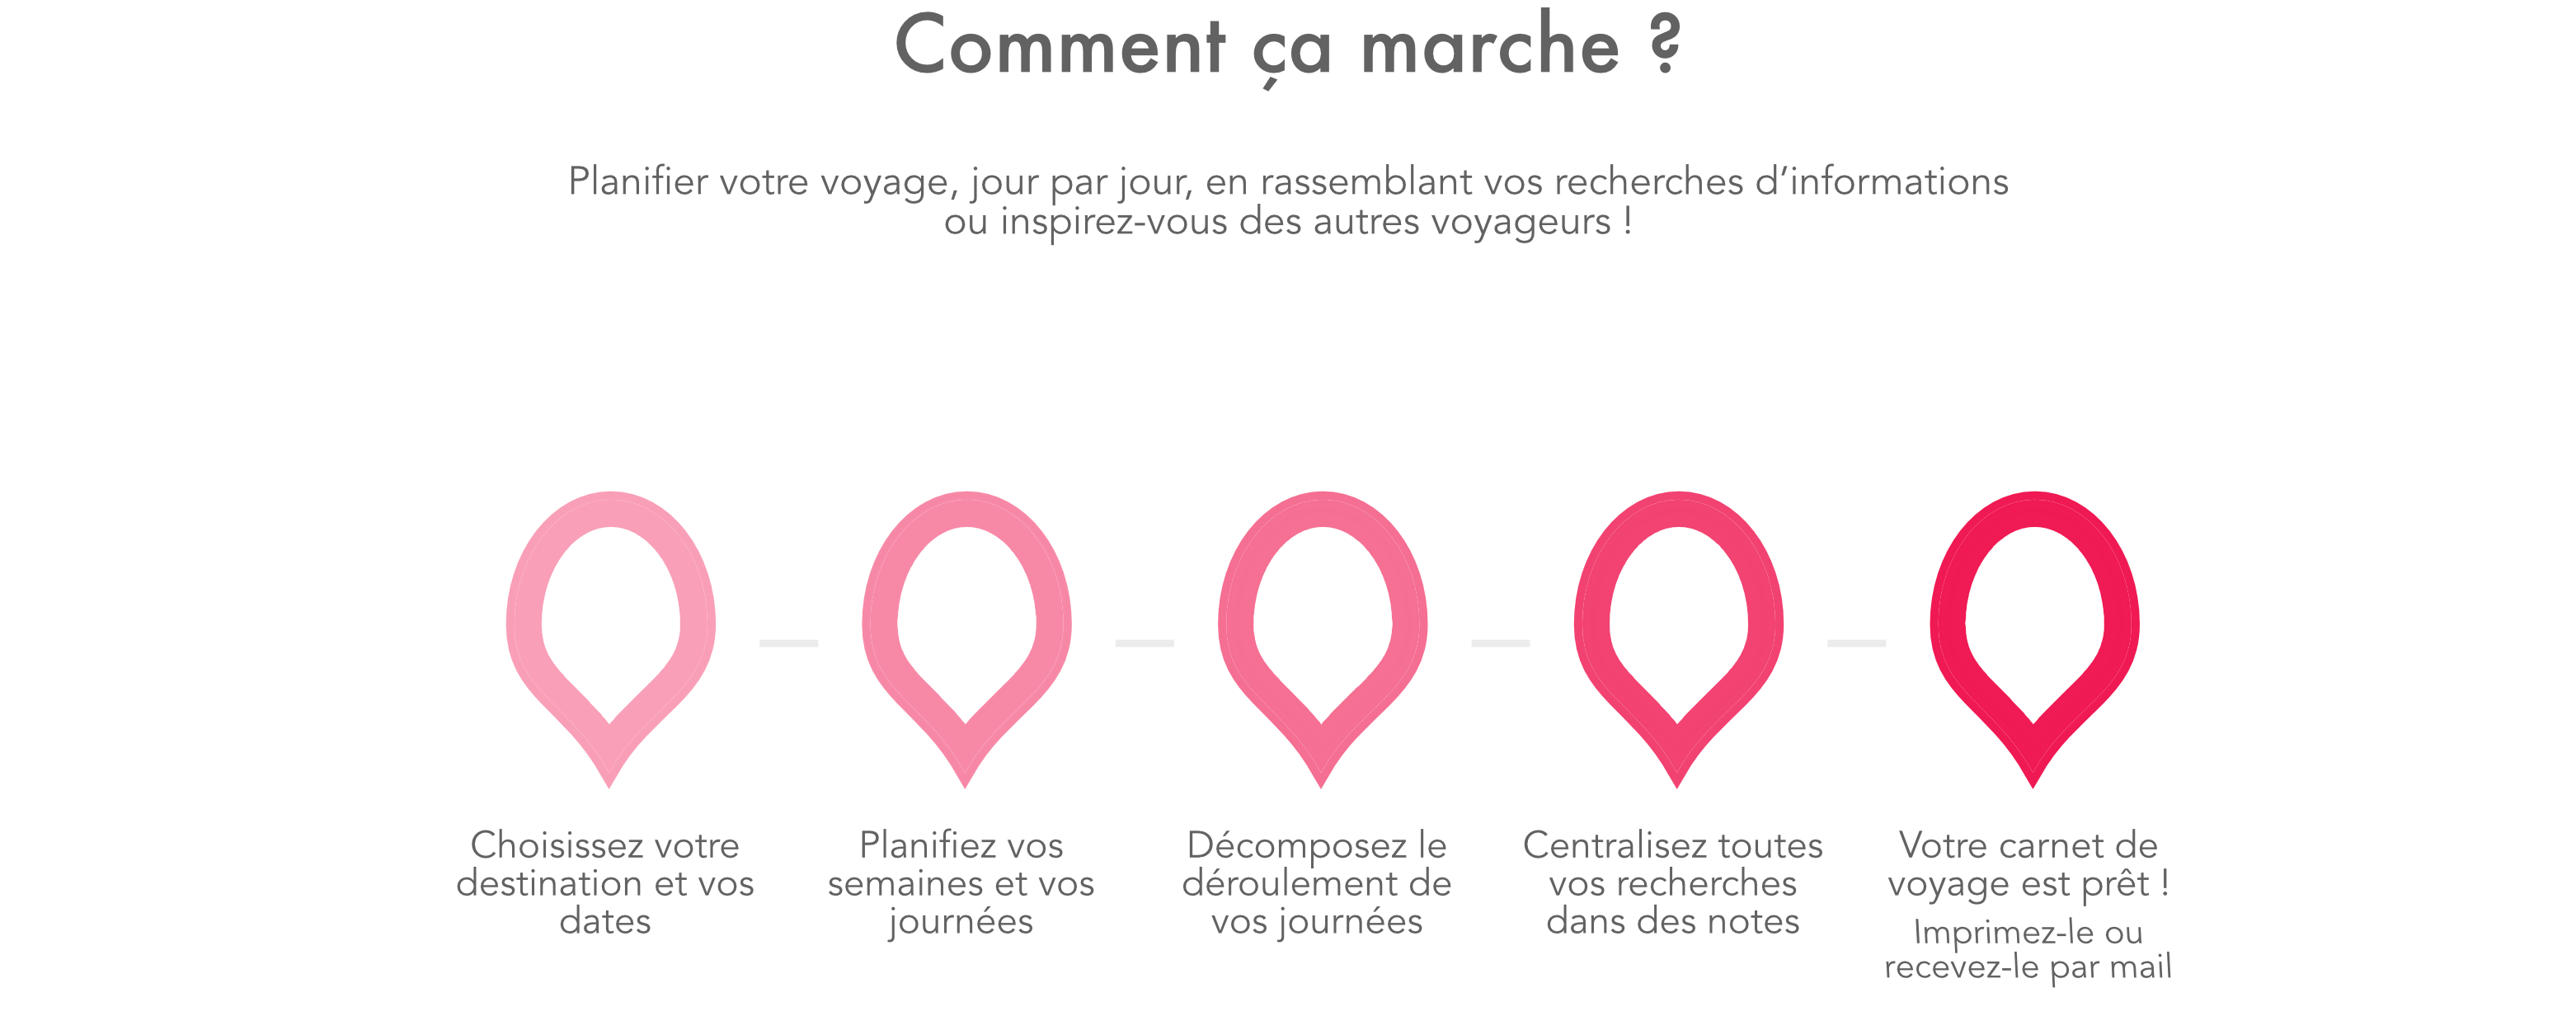 Comment ça marche ?
Planifier votre voyage, jour par jour, en rassemblant vos recherches d’informations
ou inspirez-vous des autres voyageurs !
Choisissez votre
destination et vos
dates
Planifiez vos
semaines et vos
journées
Décomposez le
déroulement de
vos journées
Centralisez toutes
vos recherches
dans des notes
Votre carnet de
voyage est prêt !
Imprimez-le ou
recevez-le par mail